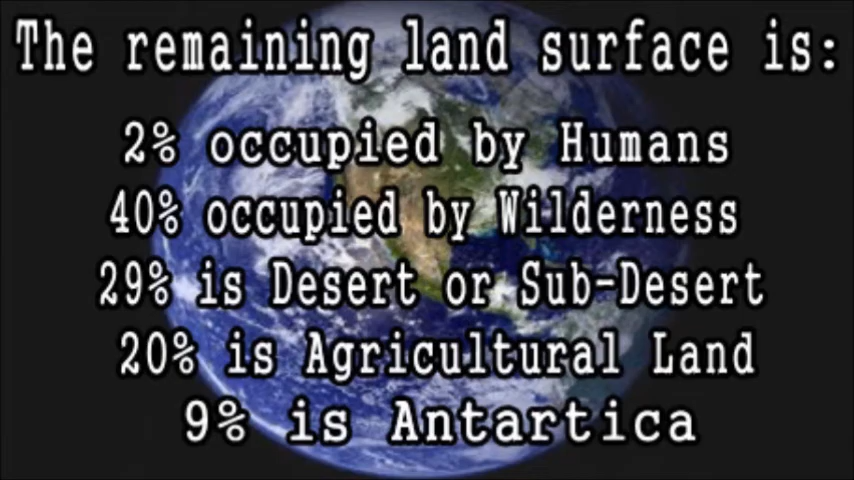 The remaining land surface is:
2% occupied by Humans
40% occupied by Wilderness
29% is Desert or Sub-Desert
20% is Agricultural Land
9% is Antartica